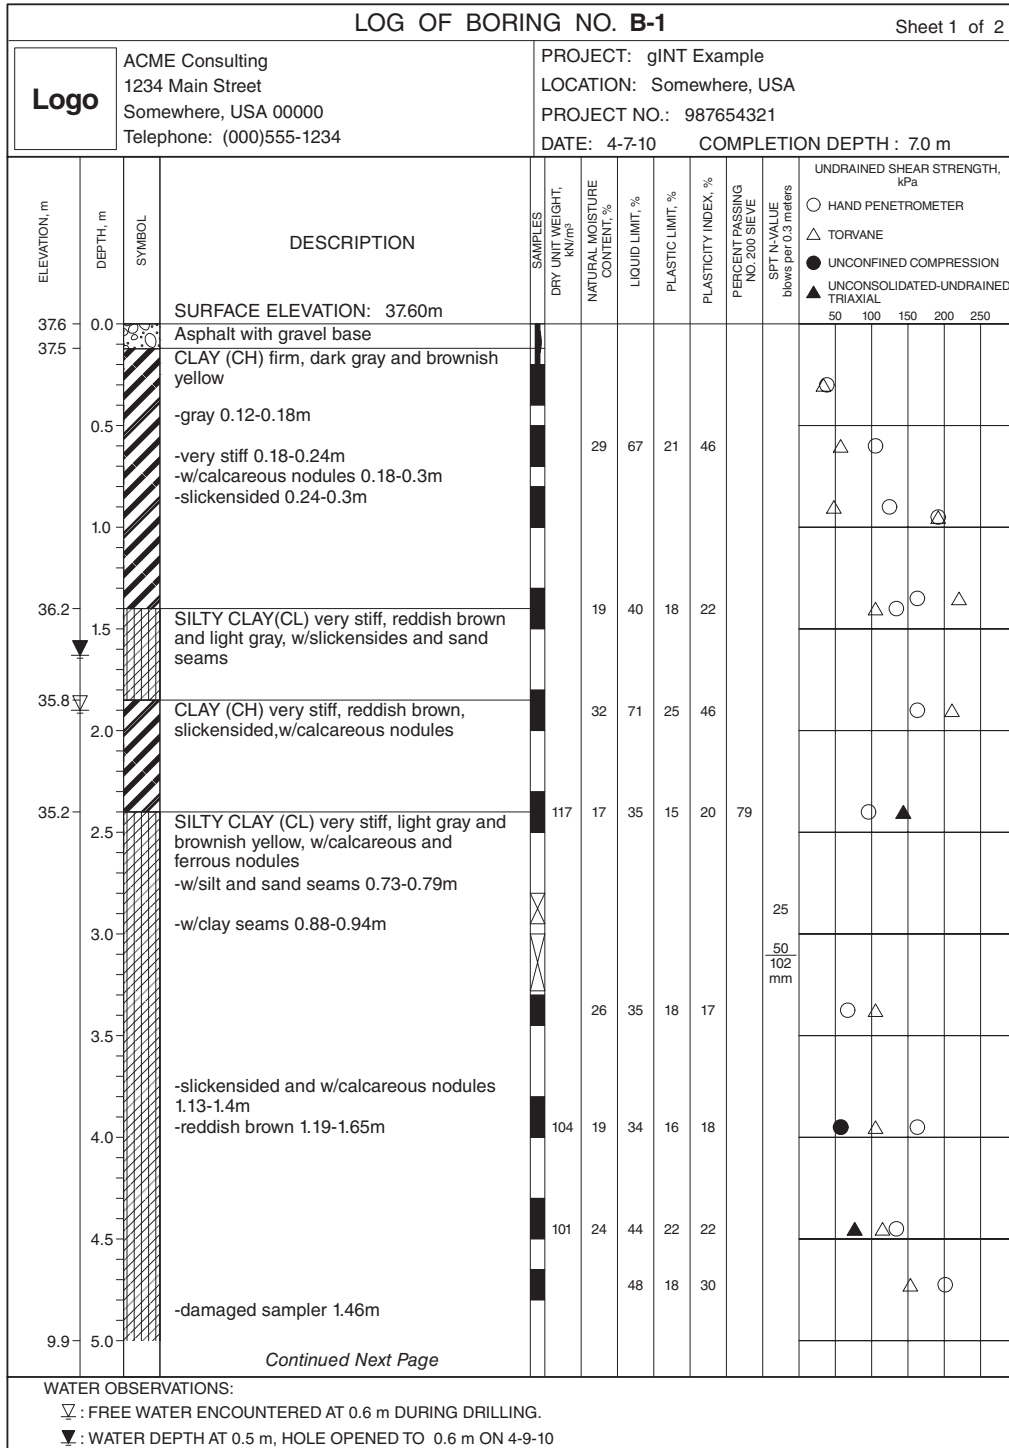 LOG OF BORING NO. B-1
Sheet 1 of 2
Logo
ACME Consulting
1234 Main Street
Somewhere, USA 00000
Telephone: (000)555-1234
PROJECT: gINT Example
LOCATION: Somewhere, USA
PROJECT NO.: 987654321
DATE: 4-7-10 COMPLETION DEPTH : 7.0 m
ELEVATION, m
DEPTH, m
SYMBOL
DESCRIPTION
SAMPLES
DRY UNIT WEIGHT,
kN/m³
NATURAL MOISTURE
CONTENT, %
LIQUID LIMIT, %
PLASTIC LIMIT, %
PLASTICITY INDEX, %
PERCENT PASSING
NO. 200 SIEVE
SPT N-VALUE
blows per 0.3 meters
UNDRAINED SHEAR STRENGTH,
kPa
HAND PENETROMETER
TORVANE
UNCONFINED COMPRESSION
UNCONSOLIDATED-UNDRAINED
TRIAXIAL
50 100 150 200 250
SURFACE ELEVATION: 37.60m
37.6 0.0
Asphalt with gravel base
37.5
CLAY (CH) firm, dark gray and brownish
yellow
-gray 0.12-0.18m
0.5
-very stiff 0.18-0.24m
29 67 21 46
-w/calcareous nodules 0.18-0.3m
-slickensided 0.24-0.3m
1.0
36.2
19 40 18 22
SILTY CLAY(CL) very stiff, reddish brown
1.5
and light gray, w/slickensides and sand
seams
35.8
CLAY (CH) very stiff, reddish brown,
32 71 25 46
2.0
slickensided,w/calcareous nodules
35.2
117 17 35 15 20 79
SILTY CLAY (CL) very stiff, light gray and
2.5
brownish yellow, w/calcareous and
ferrous nodules
-w/silt and sand seams 0.73-0.79m
25
-w/clay seams 0.88-0.94m
3.0
50
102
mm
26 35 18 17
3.5
-slickensided and w/calcareous nodules
1.13-1.4m
-reddish brown 1.19-1.65m
104 19 34 16 18
4.0
101 24 44 22 22
4.5
48 18 30
-damaged sampler 1.46m
9.9 5.0
Continued Next Page
WATER OBSERVATIONS:
: FREE WATER ENCOUNTERED AT 0.6 m DURING DRILLING.
: WATER DEPTH AT 0.5 m, HOLE OPENED TO 0.6 m ON 4-9-10